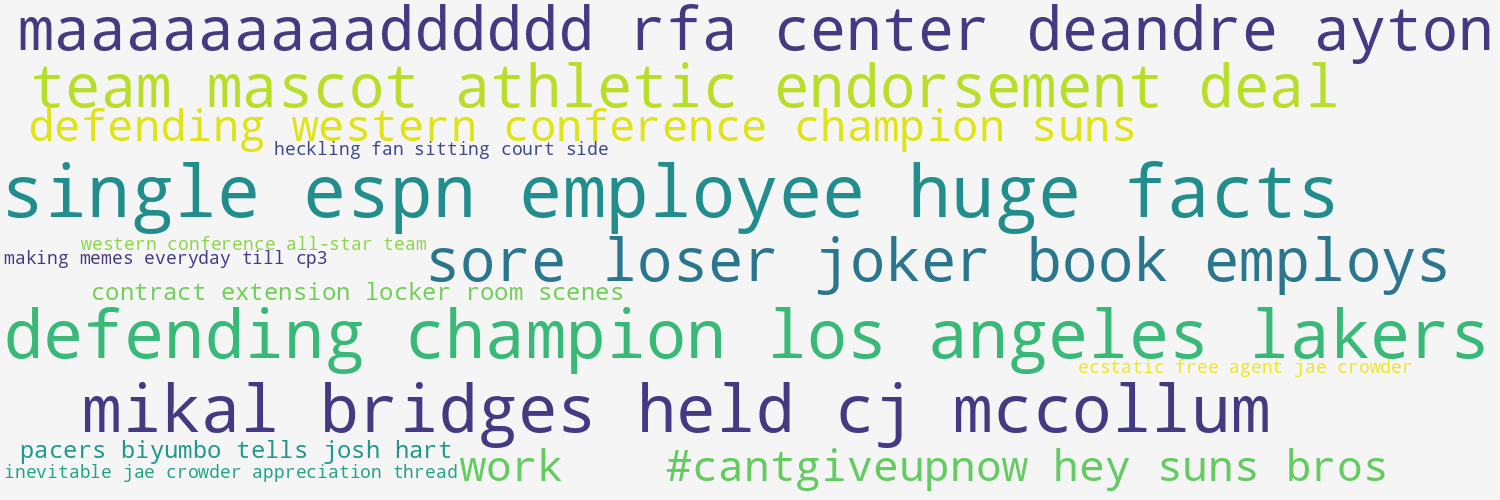 maaaaaaaaaadddddd rfa center deandre ayton
team mascot athletic endorsement deal
defending western conference champion suns
heckling fan sitting court side
single espn employee huge facts
western conference all-star team
making memes everyday till cp3
sore loser joker book employs
contract extension locker room scenes
defending champion los angeles lakers
ecstatic free agent jae crowder
mikal bridges held cj mccollum
pacers biyumbo tells josh hart
inevitable jae crowder appreciation thread
work #cantgiveupnow hey suns bros